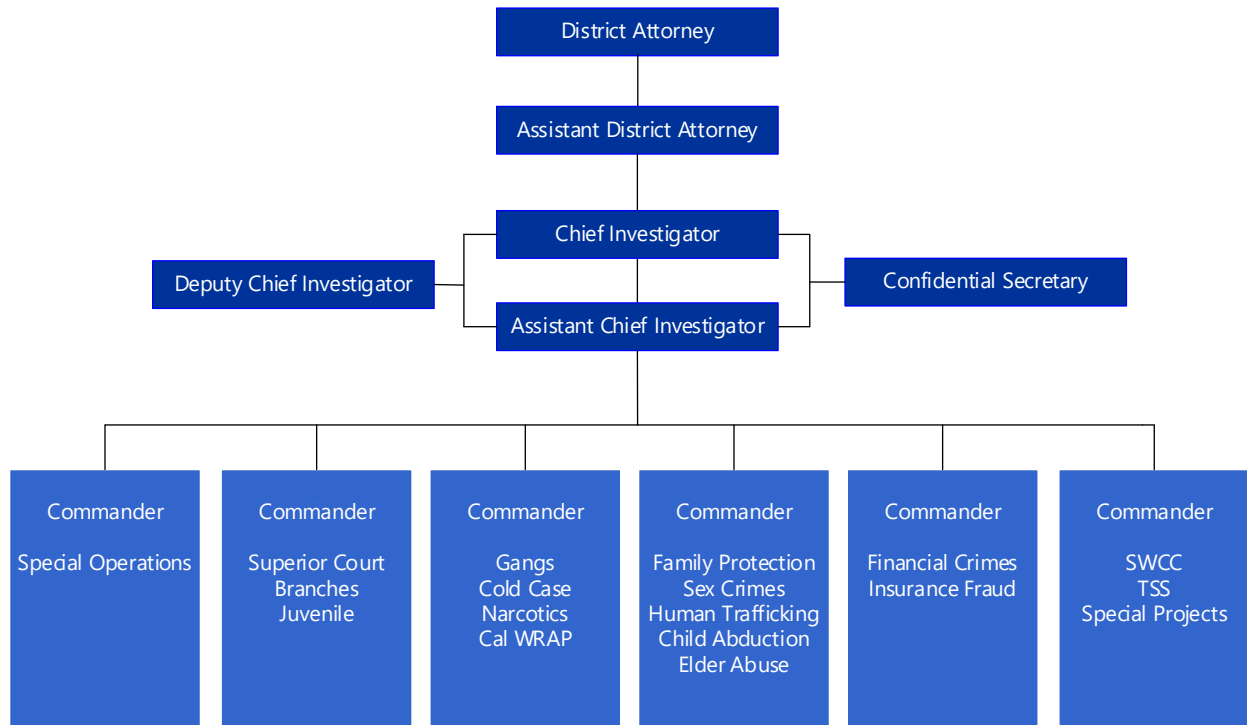 District Attorney
Assistant District Attorney
Chief Investigator
Deputy Chief Investigator
Confidential Secretary
Assistant Chief Investigator
Commander
Special Operations
Commander
Superior Court
Branches
Juvenile
Commander
Gangs
Cold Case
Narcotics
Cal WRAP
Commander
Family Protection
Sex Crimes
Human Trafficking
Child Abduction
Elder Abuse
Commander
Financial Crimes
Insurance Fraud
Commander
SWCC
TSS
Special Projects